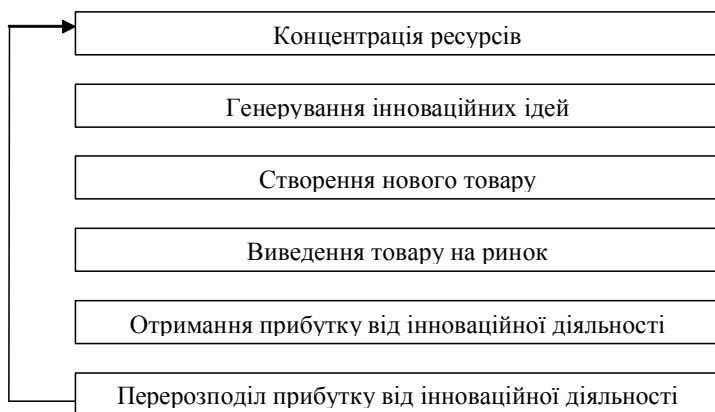 Концентрація ресурсів
Генерування інноваційних ідей
Створення нового товару
Виведення товару на ринок
Отримання прибутку від інноваційної діяльності
Перерозподіл прибутку від інноваційної діяльності